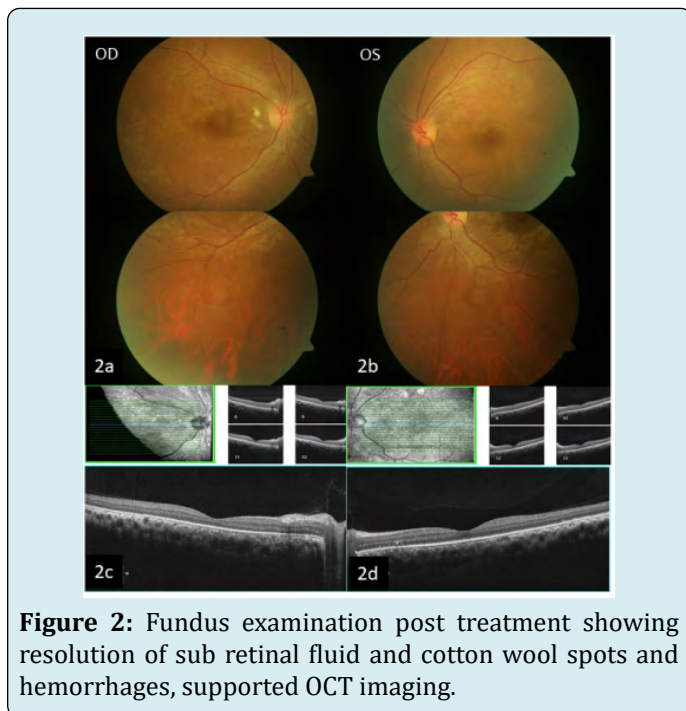 OD
OS
2a
2b
2c
2d
Figure 2: Fundus examination post treatment showing
resolution of sub retinal fluid and cotton wool spots and
hemorrhages, supported OCT imaging.